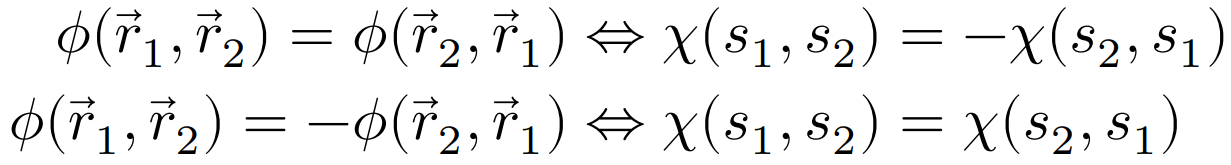 ϕ(r⃗₁, r⃗₂) = ϕ(r⃗₂, r⃗₁) ⇔ χ(s₁, s₂) = −χ(s₂, s₁)
ϕ(r⃗₁, r⃗₂) = −ϕ(r⃗₂, r⃗₁) ⇔ χ(s₁, s₂) = χ(s₂, s₁)